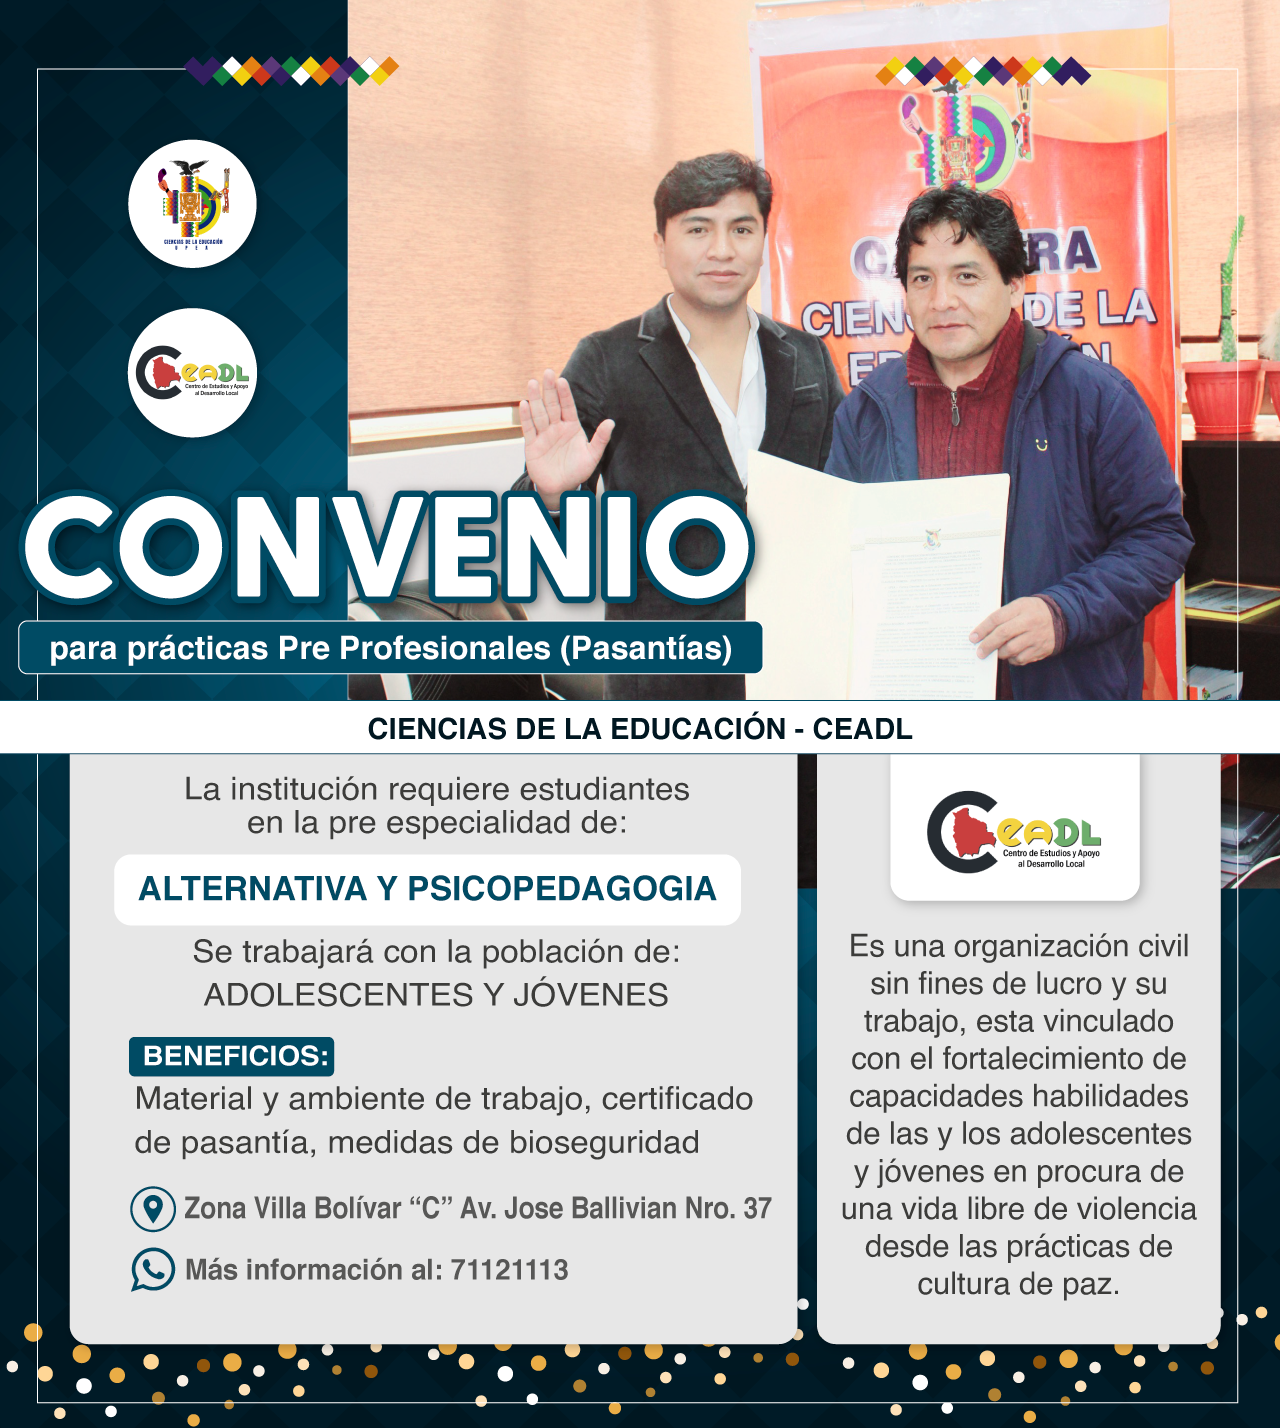 CIENCIAS DE LA EDUCACIÓN
U P E A
CEADL
Centro de Estudios y Apoyo
al Desarrollo Local
CIENCIAS DE LA
CONVENIO
para prácticas Pre Profesionales (Pasantías)
CIENCIAS DE LA EDUCACIÓN - CEADL
La institución requiere estudiantes
en la pre especialidad de:
ALTERNATIVA Y PSICOPEDAGOGIA
Se trabajará con la población de:
ADOLESCENTES Y JÓVENES
BENEFICIOS:
Material y ambiente de trabajo, certificado
de pasantía, medidas de bioseguridad
Zona Villa Bolívar “C” Av. Jose Ballivian Nro. 37
Más información al: 71121113
CEADL
Centro de Estudios y Apoyo
al Desarrollo Local
Es una organización civil
sin fines de lucro y su
trabajo, esta vinculado
con el fortalecimiento de
capacidades habilidades
de las y los adolescentes
y jóvenes en procura de
una vida libre de violencia
desde las prácticas de
cultura de paz.